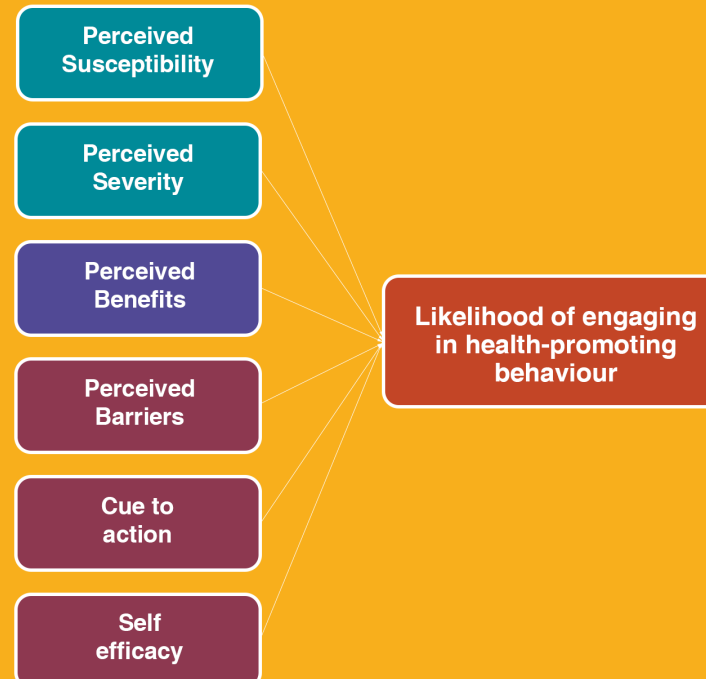 Perceived
Susceptibility
Perceived
Severity
Perceived
Benefits
Perceived
Barriers
Cue to
action
Self
efficacy
Likelihood of engaging
in health-promoting
behaviour